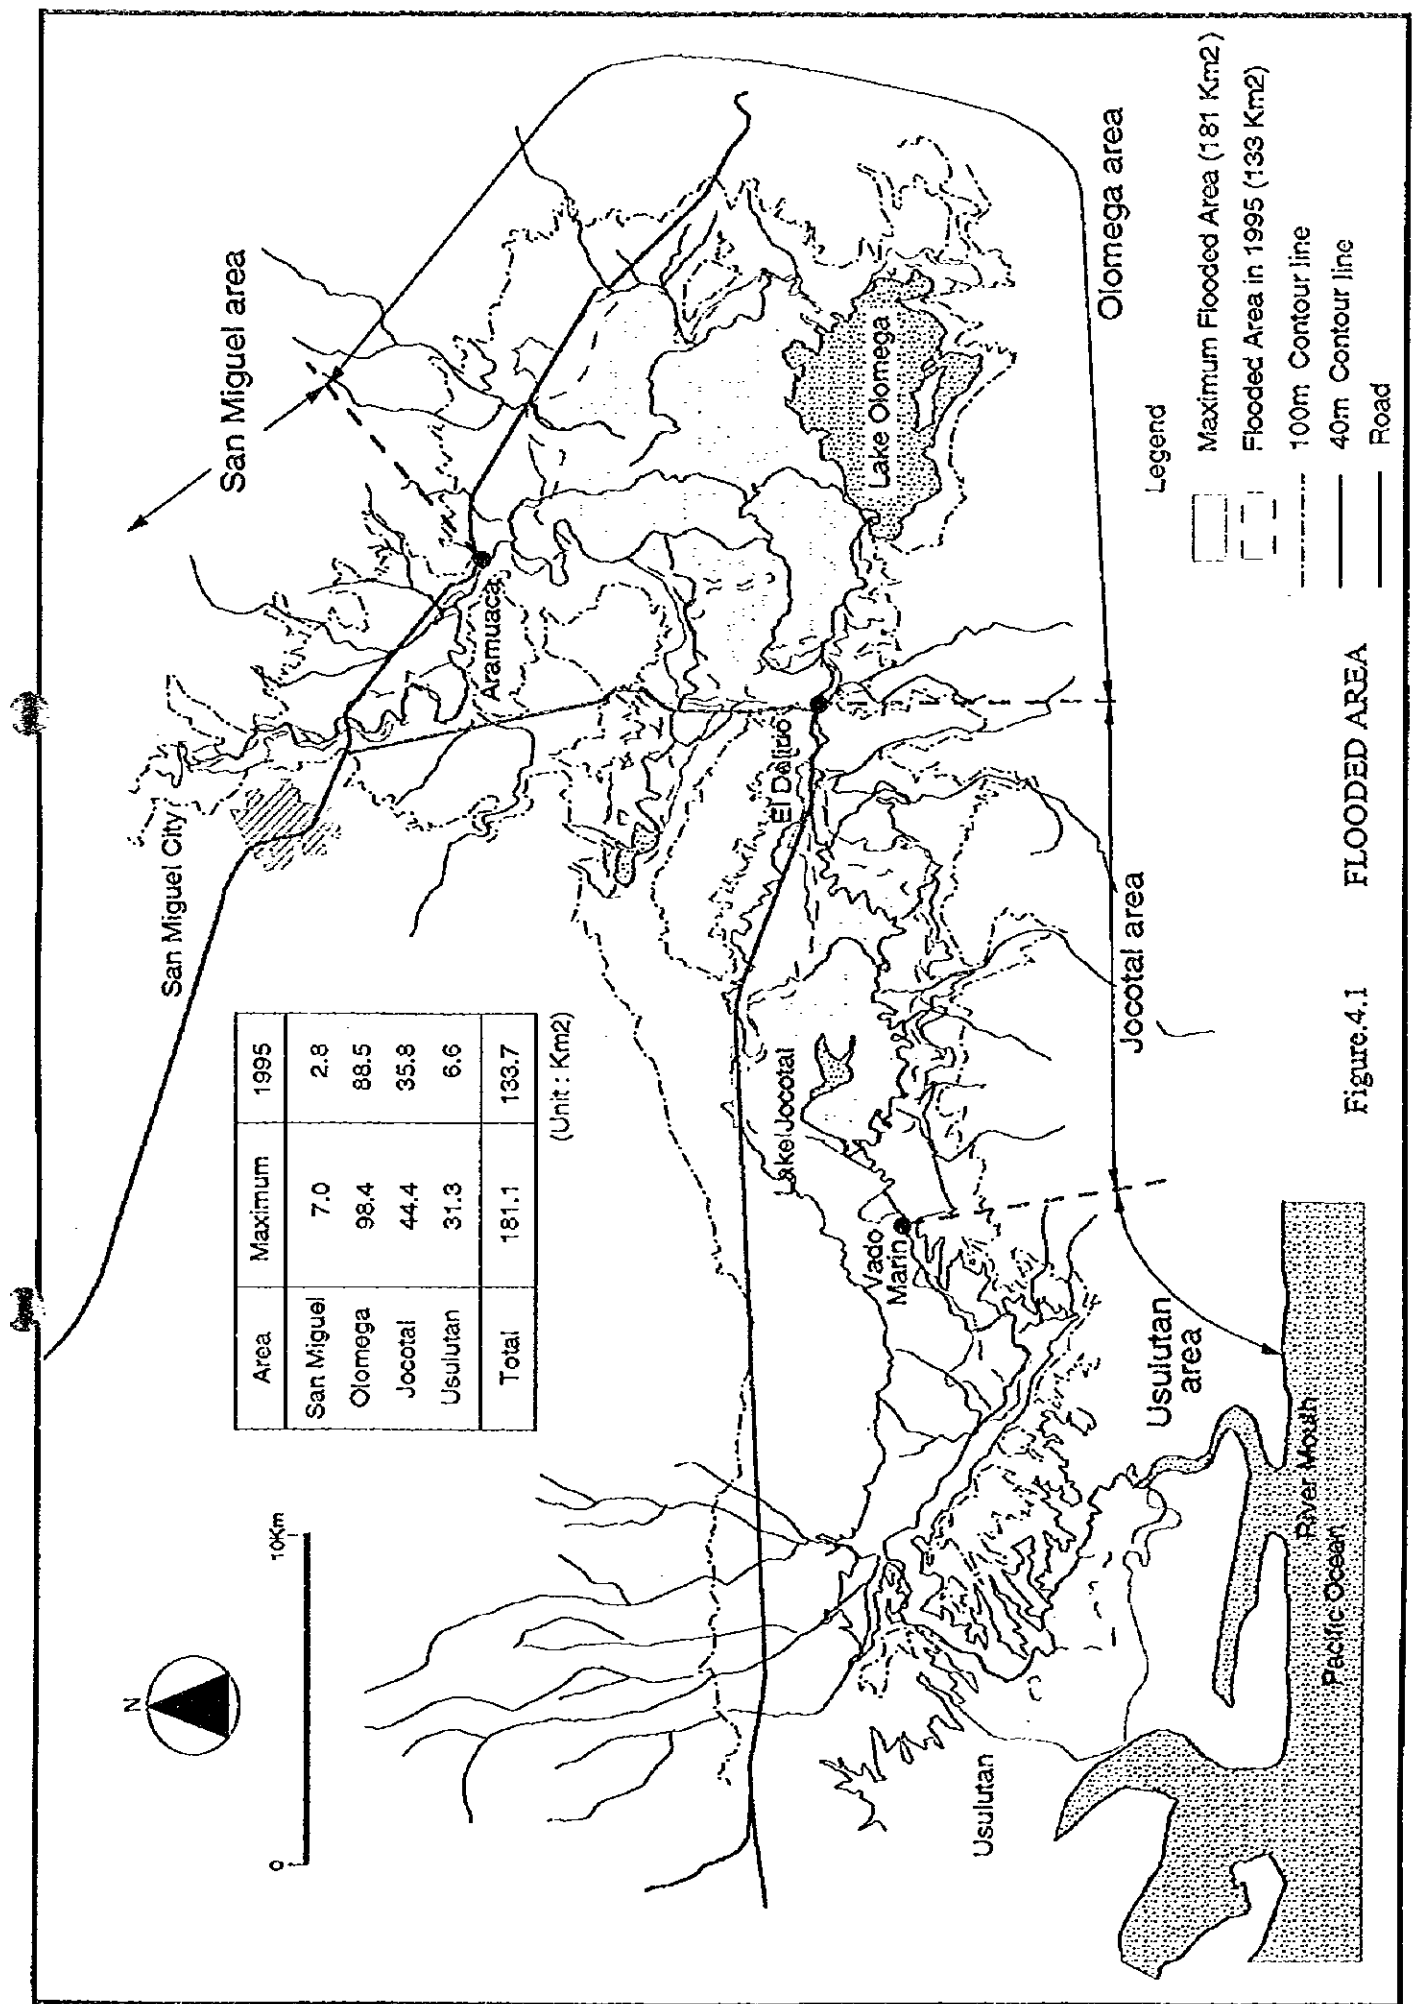 San Miguel area
San Miguel City
Aramuaca
Olomega area
Lake Olomega
El Delirio
Lake Jocotal
Jocotal area
Vado
Marin
Usulutan
area
Usulutan
River Mouth
Pacific Ocean
N
0 10Km
Area Maximum 1995
San Miguel 7.0 2.8
Olomega 98.4 88.5
Jocotal 44.4 35.8
Usulutan 31.3 6.6
Total 181.1 133.7
(Unit : Km2)
Legend
Maximum Flooded Area (181 Km2)
Flooded Area in 1995 (133 Km2)
100m Contour line
40m Contour line
Road
Figure.4.1 FLOODED AREA